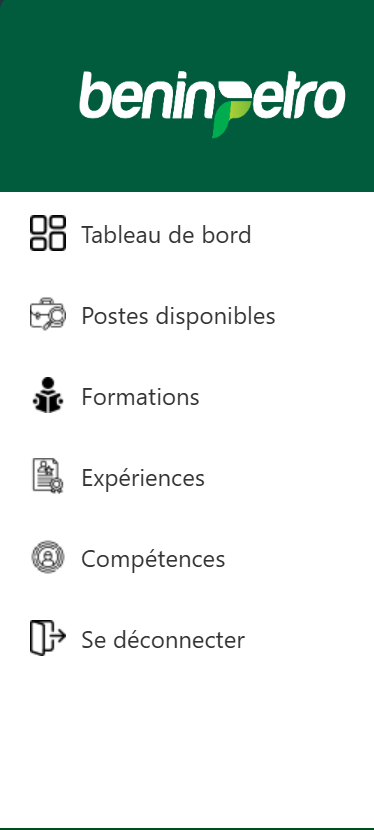 beninpetro
Tableau de bord
Postes disponibles
Formations
Expériences
Compétences
Se déconnecter